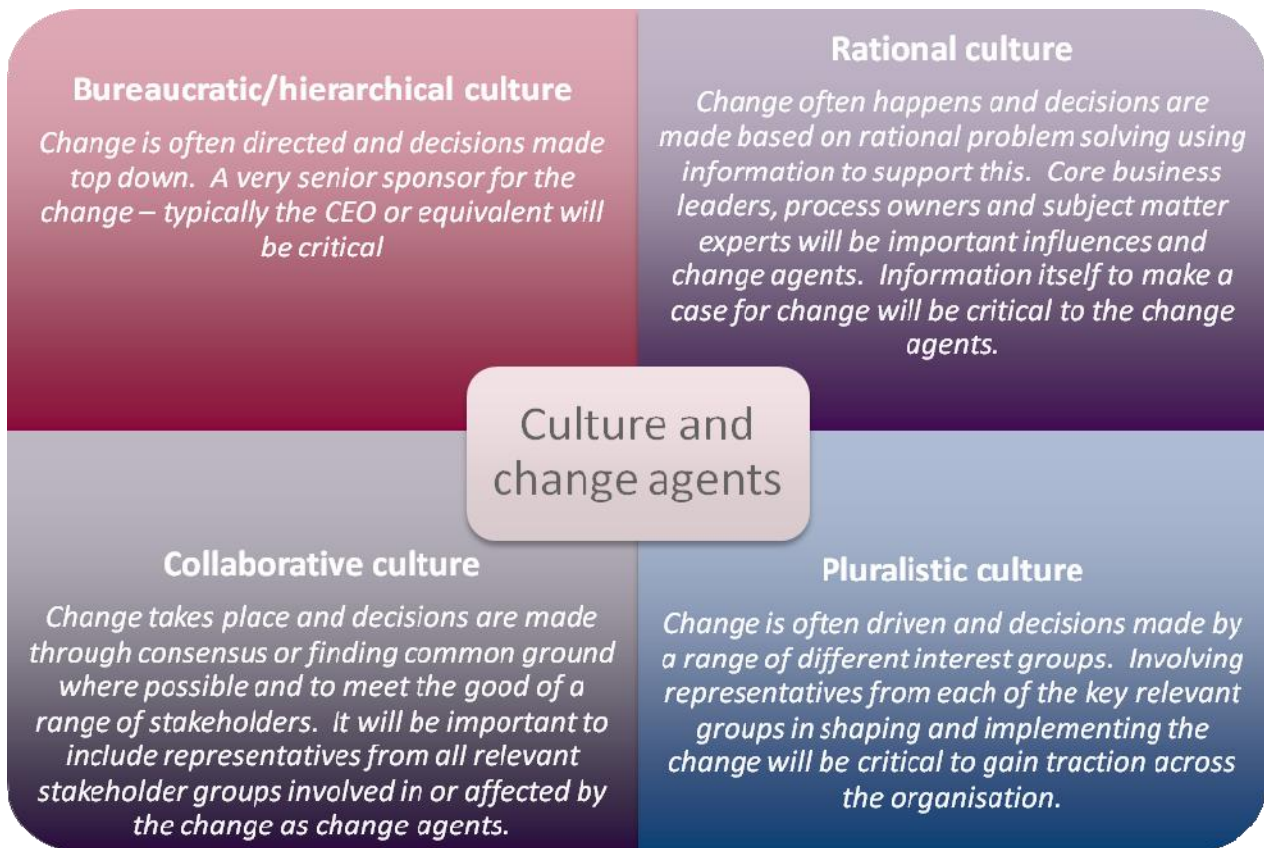 Bureaucratic/hierarchical culture
Change is often directed and decisions made
top down.  A very senior sponsor for the
change – typically the CEO or equivalent will
be critical
Rational culture
Change often happens and decisions are
made based on rational problem solving using
information to support this.  Core business
leaders, process owners and subject matter
experts will be important influences and
change agents.  Information itself to make a
case for change will be critical to the change
agents.
Culture and
change agents
Collaborative culture
Change takes place and decisions are made
through consensus or finding common ground
where possible and to meet the good of a
range of stakeholders.  It will be important to
include representatives from all relevant
stakeholder groups involved in or affected by
the change as change agents.
Pluralistic culture
Change is often driven and decisions made by
a range of different interest groups.  Involving
representatives from each of the key relevant
groups in shaping and implementing the
change will be critical to gain traction across
the organisation.